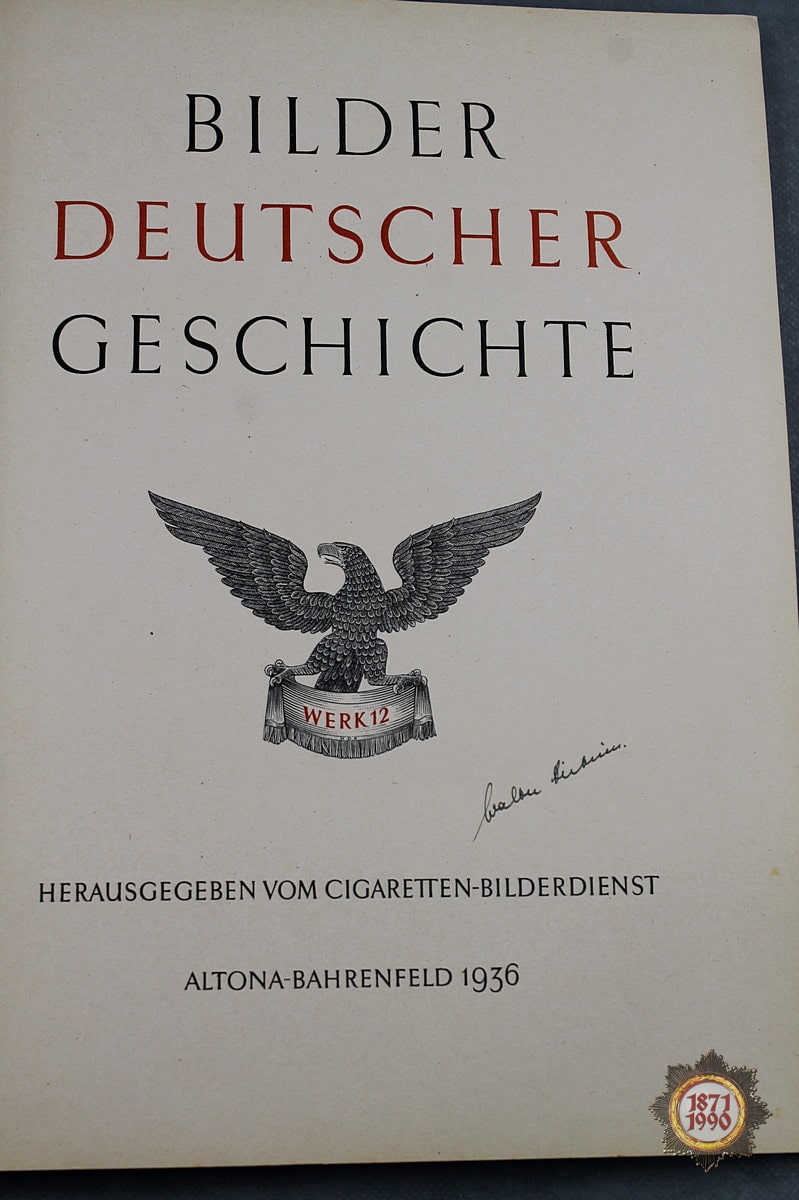 BILDER
DEUTSCHER
GESCHICHTE
WERK 12
HERAUSGEGEBEN VOM CIGARETTEN-BILDERDIENST
ALTONA-BAHRENFELD 1936
1871
1990